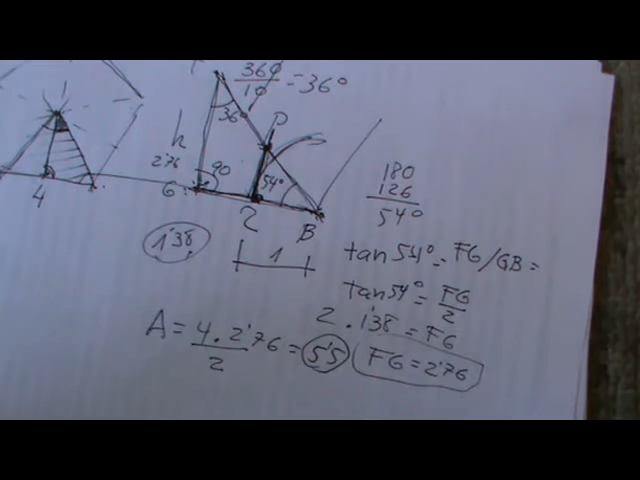 360/10 = 36°
36°
P
h
2'76
90
54°
G
2
B
4
180
126
54°
1'38
1
tan 54° = FG/GB =
tan 54° = FG/2
2 . 1'38 = FG
A = 4 . 2'76 / 2 = 5'5
FG = 2'76